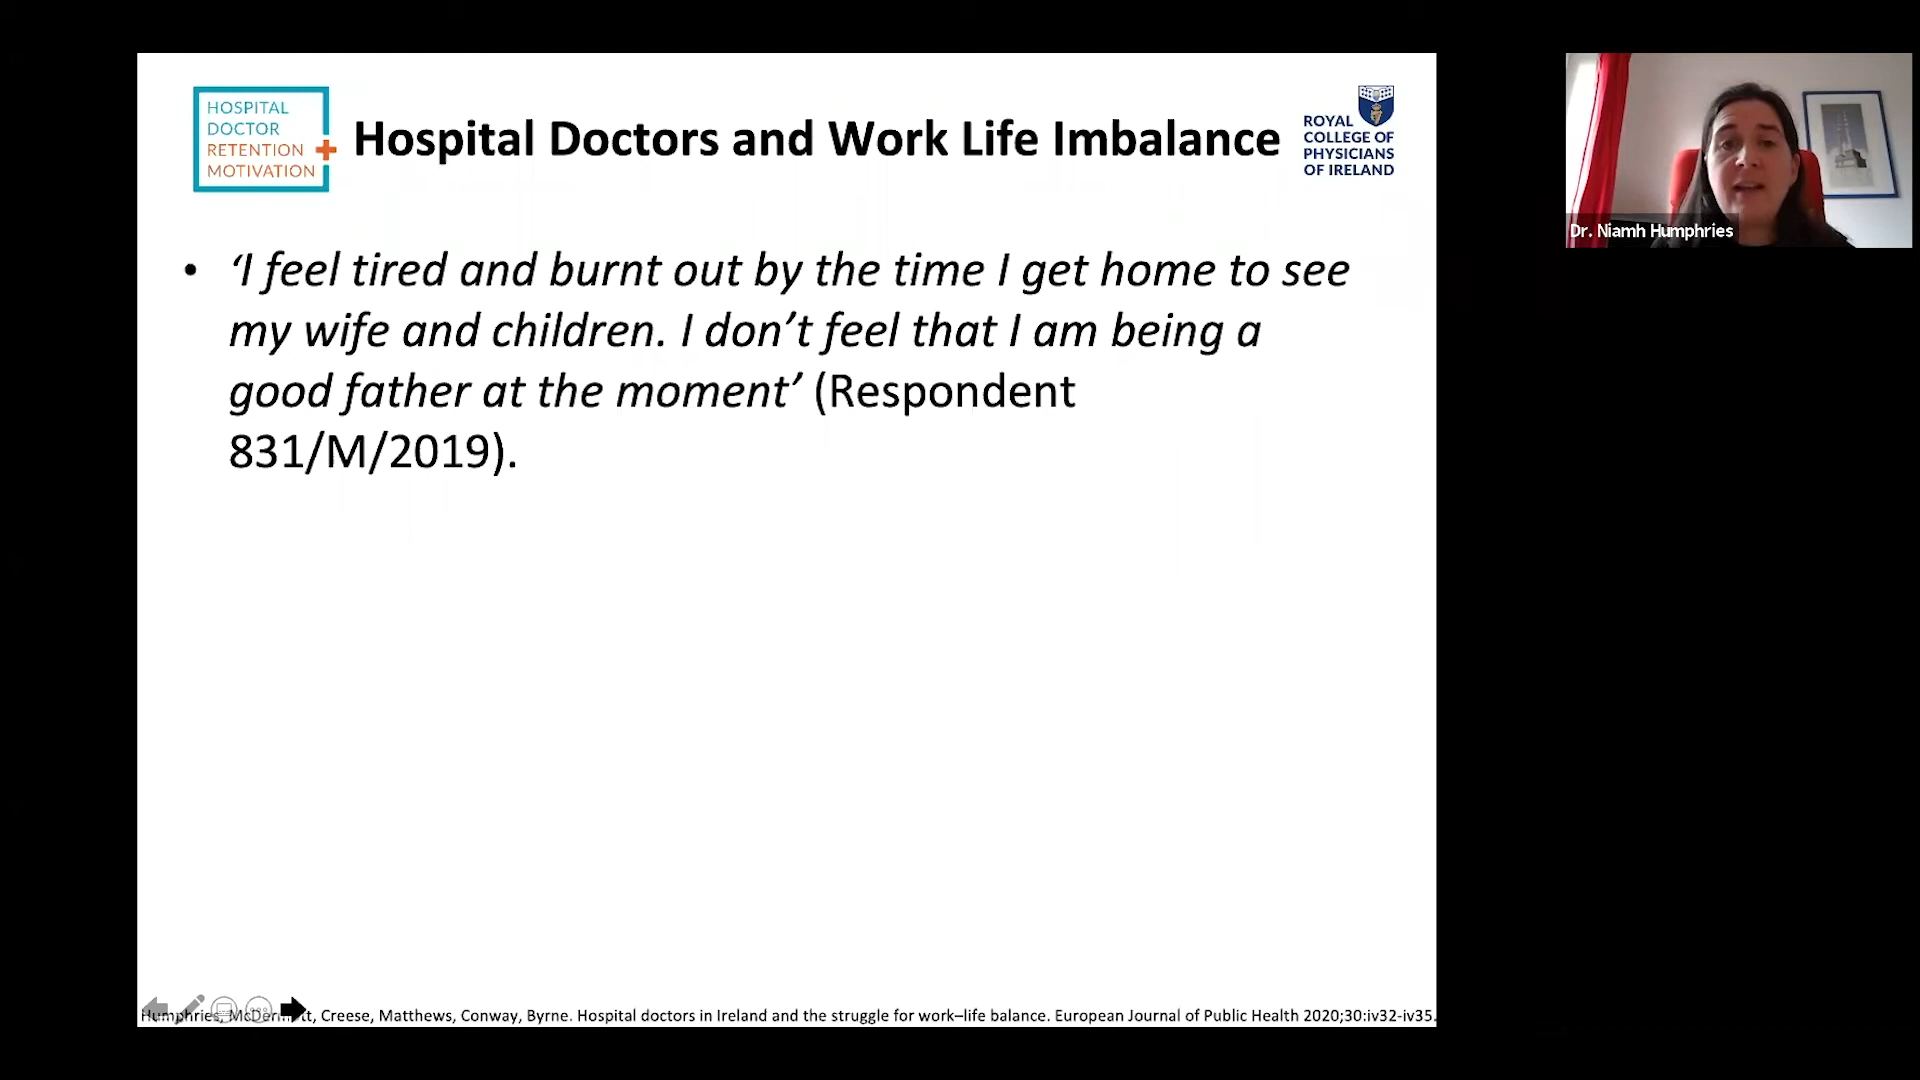 HOSPITAL
DOCTOR
RETENTION
MOTIVATION
Hospital Doctors and Work Life Imbalance
ROYAL
COLLEGE OF
PHYSICIANS
OF IRELAND
• ‘I feel tired and burnt out by the time I get home to see
my wife and children. I don’t feel that I am being a
good father at the moment’ (Respondent
831/M/2019).
Humphries, McDermott, Creese, Matthews, Conway, Byrne. Hospital doctors in Ireland and the struggle for work–life balance. European Journal of Public Health 2020;30:iv32-iv35.
Dr. Niamh Humphries